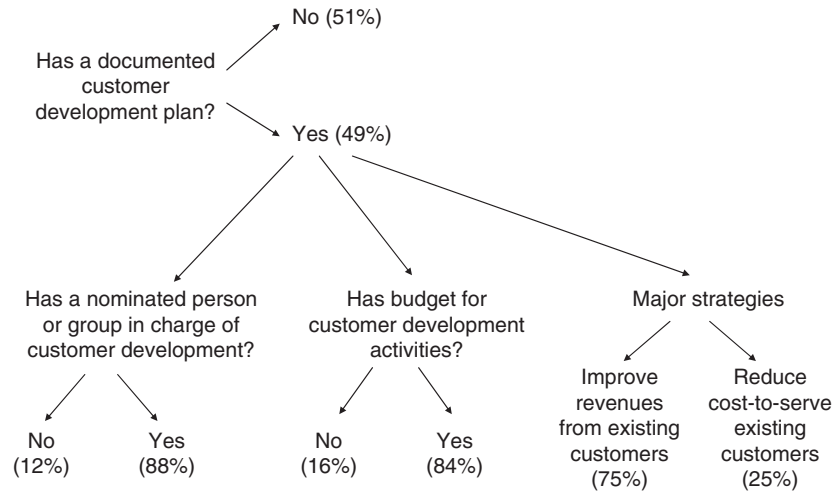 No (51%)
Has a documented
customer
development plan?
Yes (49%)
Has a nominated person
or group in charge of
customer development?
No
(12%)
Yes
(88%)
Has budget for
customer development
activities?
No
(16%)
Yes
(84%)
Major strategies
Improve
revenues
from existing
customers
(75%)
Reduce
cost-to-serve
existing
customers
(25%)